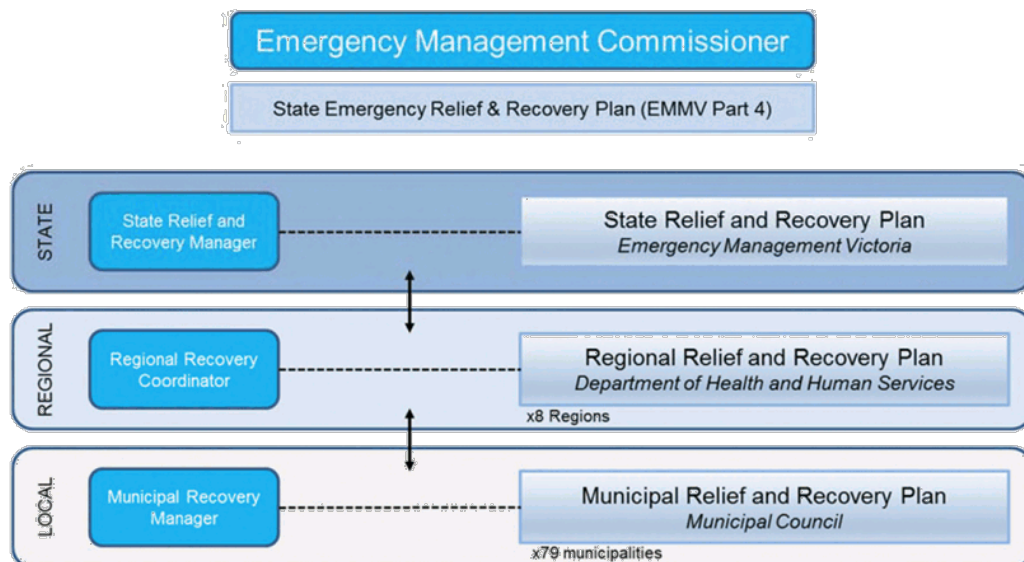 Emergency Management Commissioner
State Emergency Relief & Recovery Plan (EMMV Part 4)
STATE
State Relief and
Recovery Manager
State Relief and Recovery Plan
Emergency Management Victoria
REGIONAL
Regional Recovery
Coordinator
Regional Relief and Recovery Plan
Department of Health and Human Services
x8 Regions
LOCAL
Municipal Recovery
Manager
Municipal Relief and Recovery Plan
Municipal Council
x79 municipalities